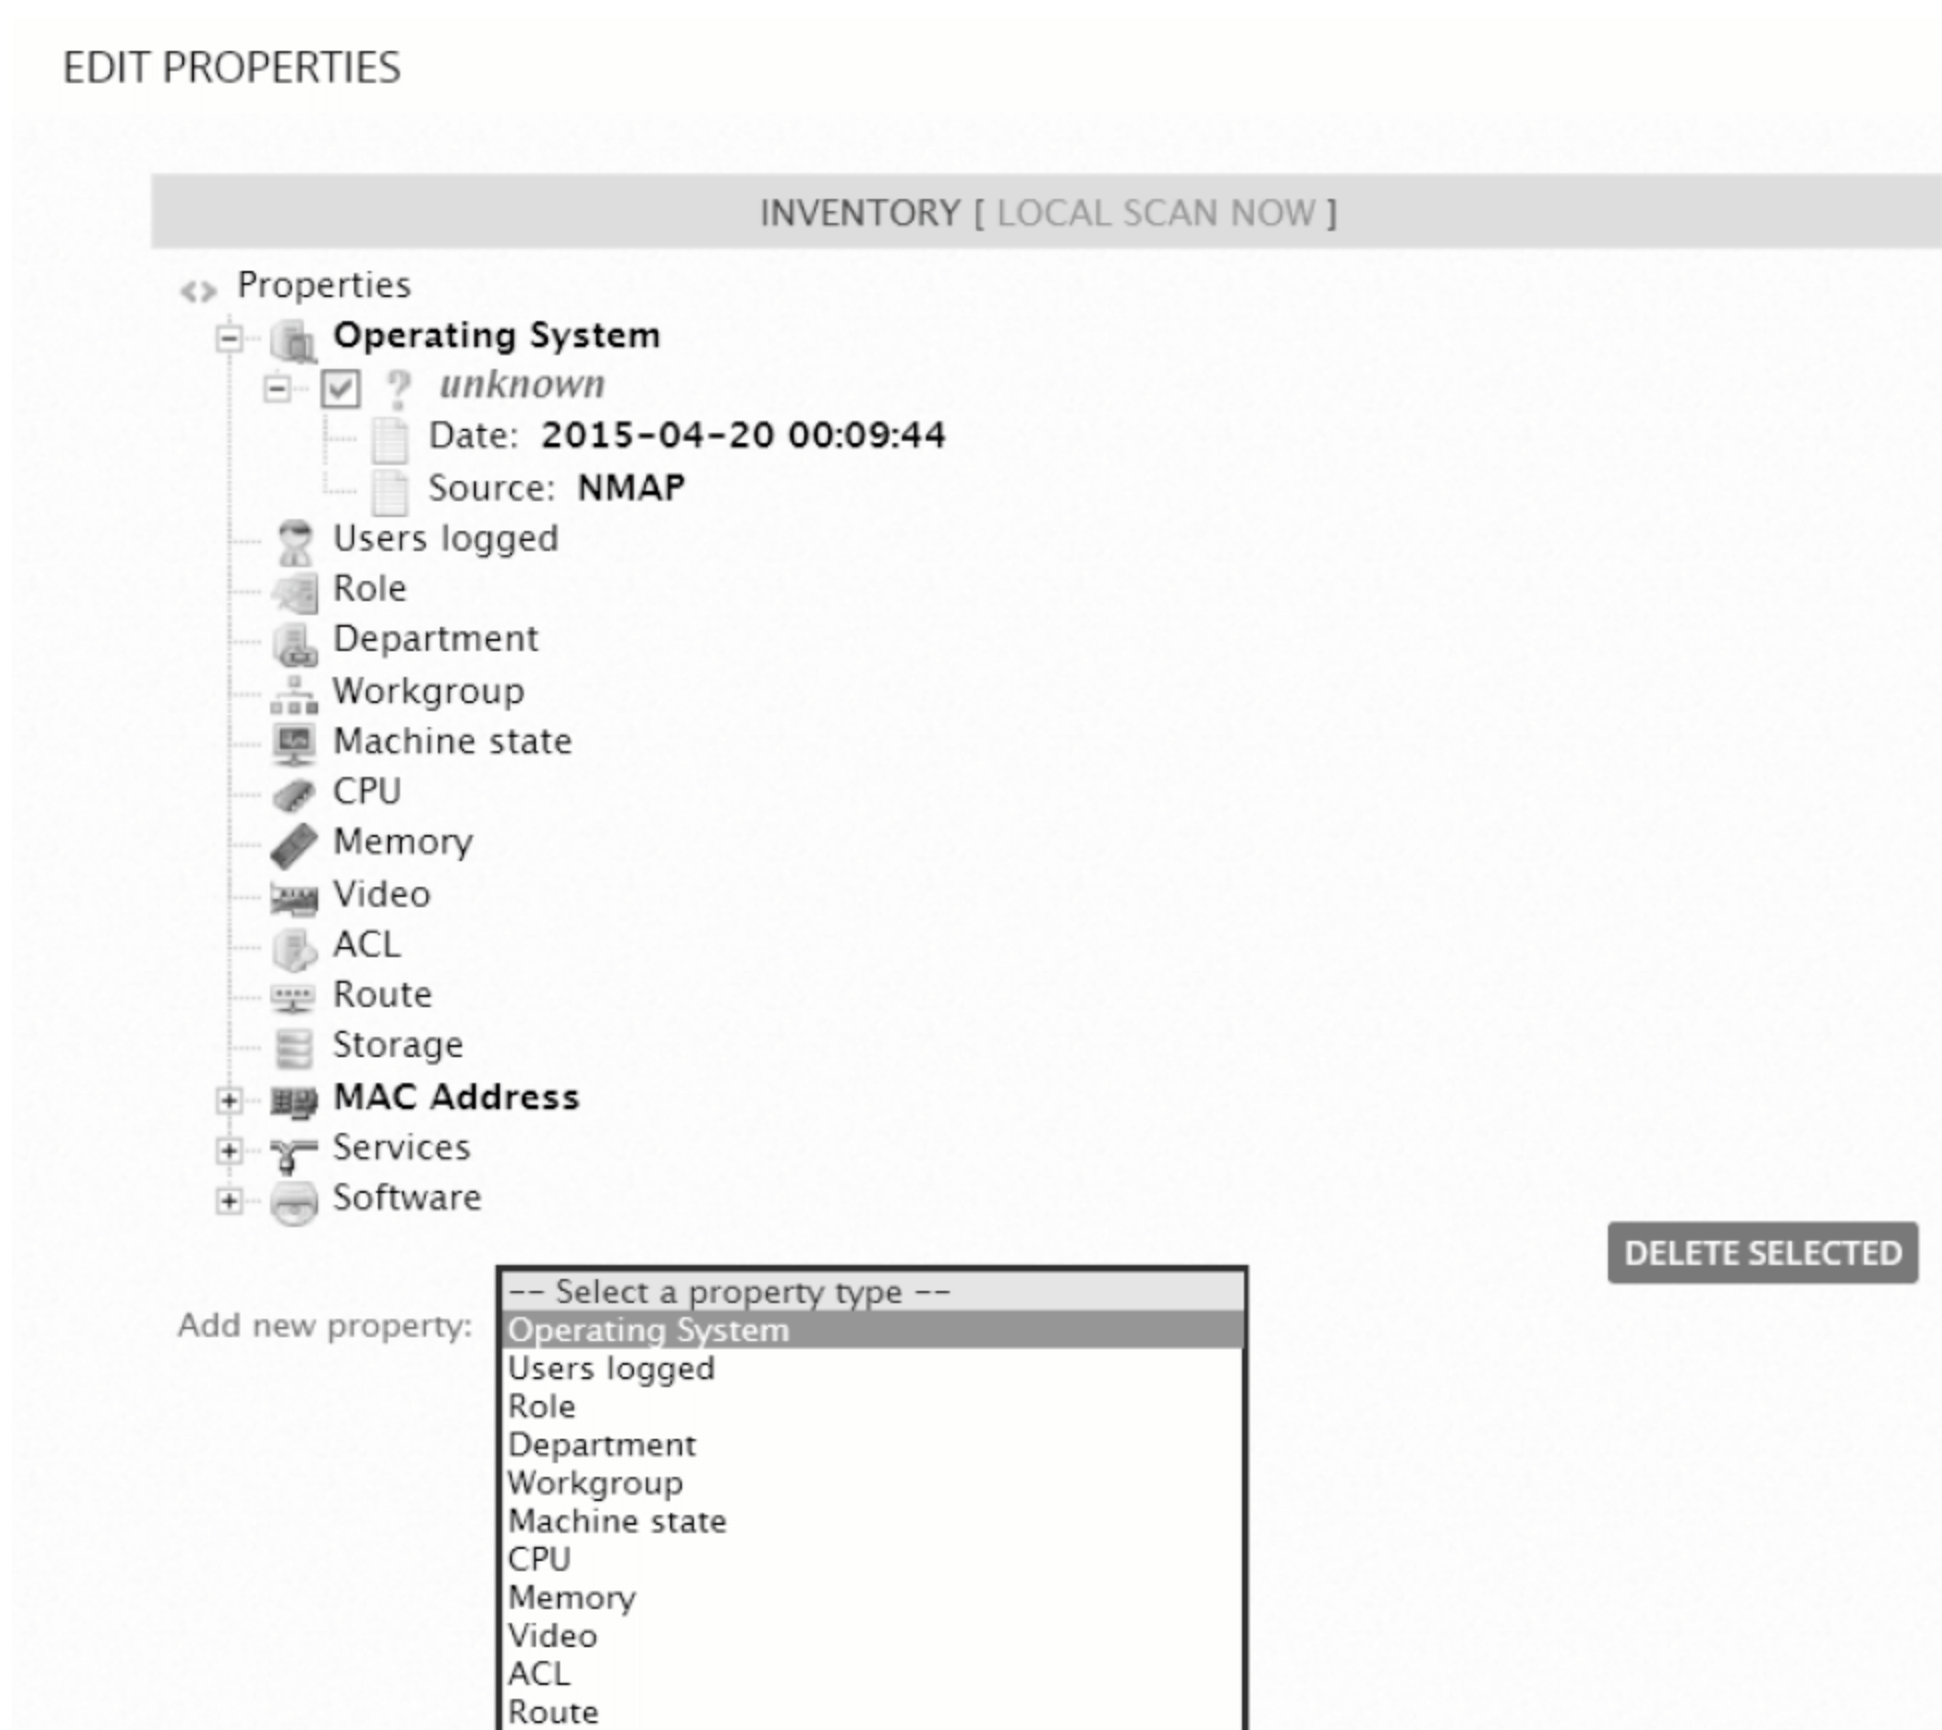 EDIT PROPERTIES
INVENTORY [ LOCAL SCAN NOW ]
Properties
Operating System
? unknown
Date: 2015-04-20 00:09:44
Source: NMAP
Users logged
Role
Department
Workgroup
Machine state
CPU
Memory
Video
ACL
Route
Storage
MAC Address
Services
Software
DELETE SELECTED
Add new property:
-- Select a property type --
Operating System
Users logged
Role
Department
Workgroup
Machine state
CPU
Memory
Video
ACL
Route